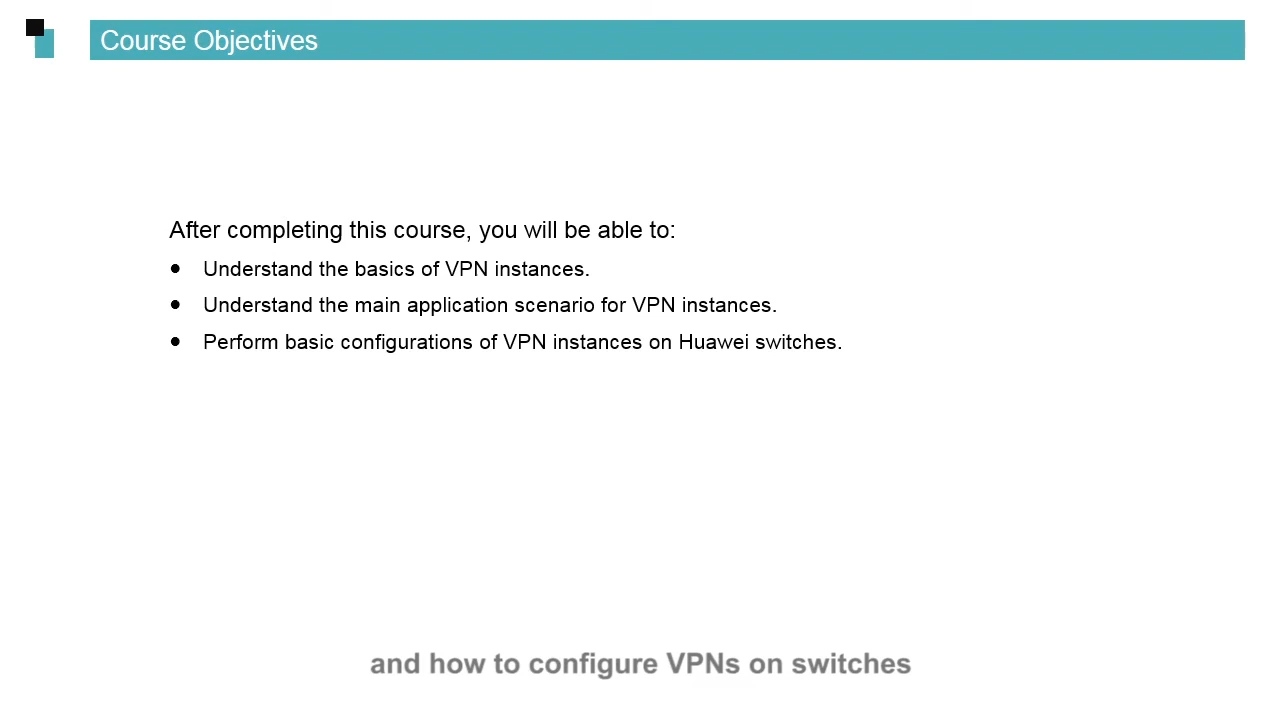 Course Objectives
After completing this course, you will be able to:
● Understand the basics of VPN instances.
● Understand the main application scenario for VPN instances.
● Perform basic configurations of VPN instances on Huawei switches.
and how to configure VPNs on switches